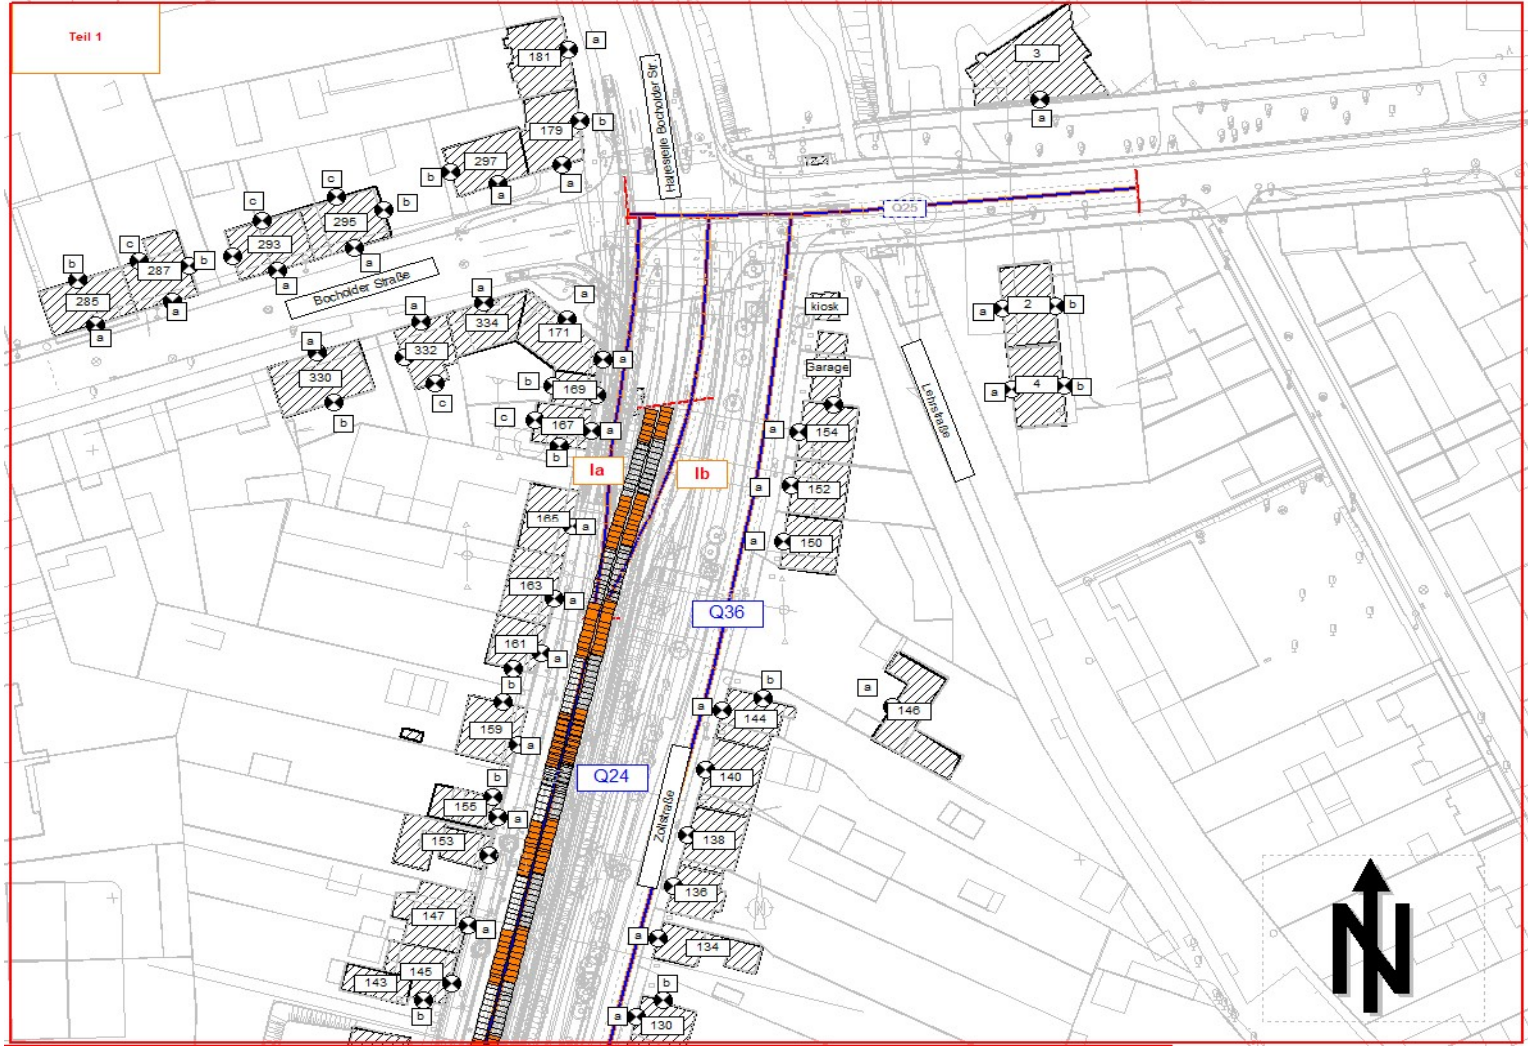 Teil 1
181
a
3
Haltestelle Bocholder Str.
179
b
a
297
b
a
a
c
b
295
c
293
a
a
Q25
c
b
287
b
285
a
a
Bocholder Straße
a
a
334
a
171
a
332
330
a
b
c
169
b
a
c
167
a
b
kiosk
Garage
2
a
b
4
a
b
Lehrstraße
154
a
152
a
150
a
Ia
Ib
165
a
163
a
161
a
b
Q36
159
a
b
155
a
153
Q24
144
a
b
146
a
140
138
136
Zollstraße
147
a
134
a
145
143
b
130
a
b
N